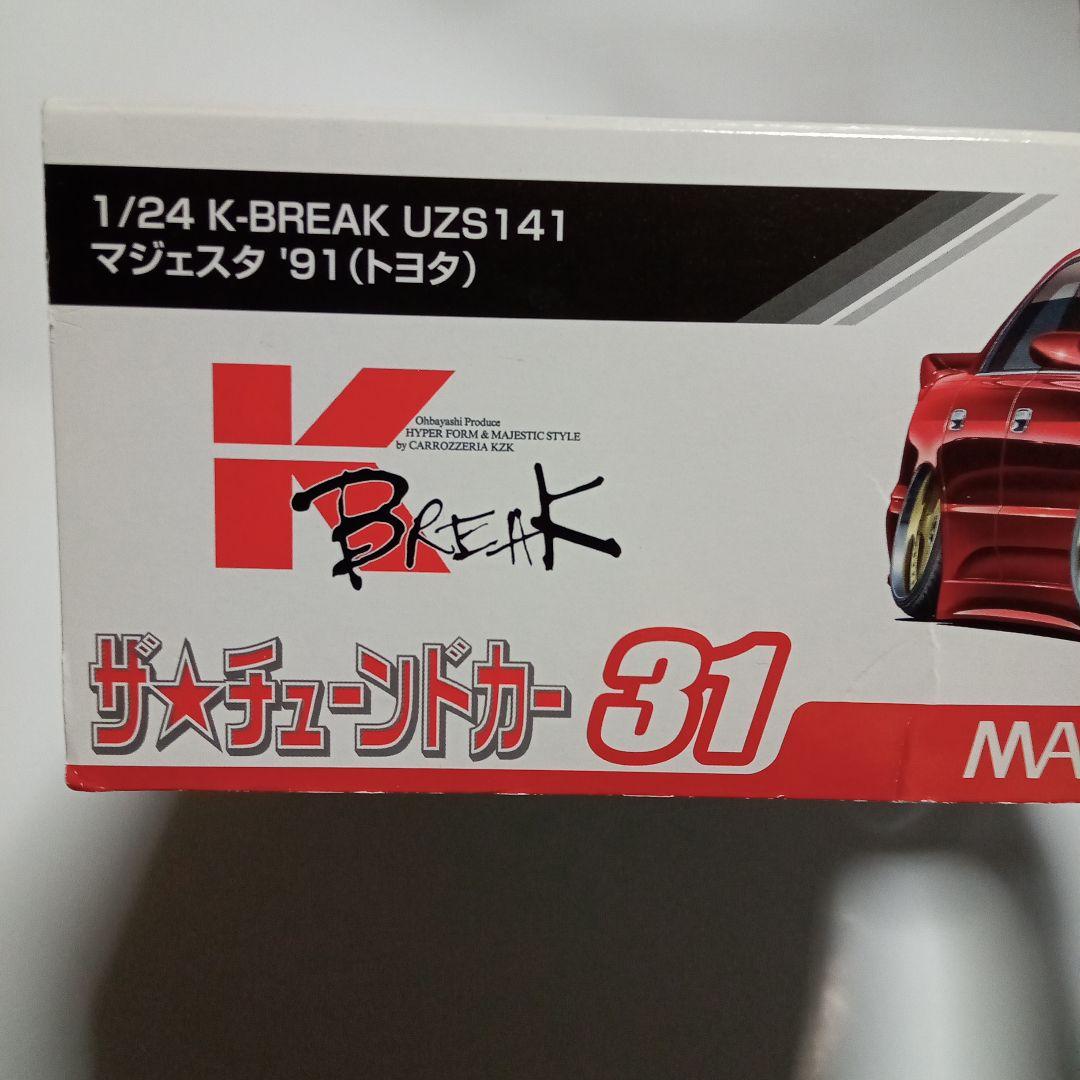 1/24 K-BREAK UZS141
マジェスタ '91(トヨタ)
K
Ohbayashi Produce
HYPER FORM & MAJESTIC STYLE
by CARROZZERIA KZK
BREAK
ザ★チューンドカー 31
MA